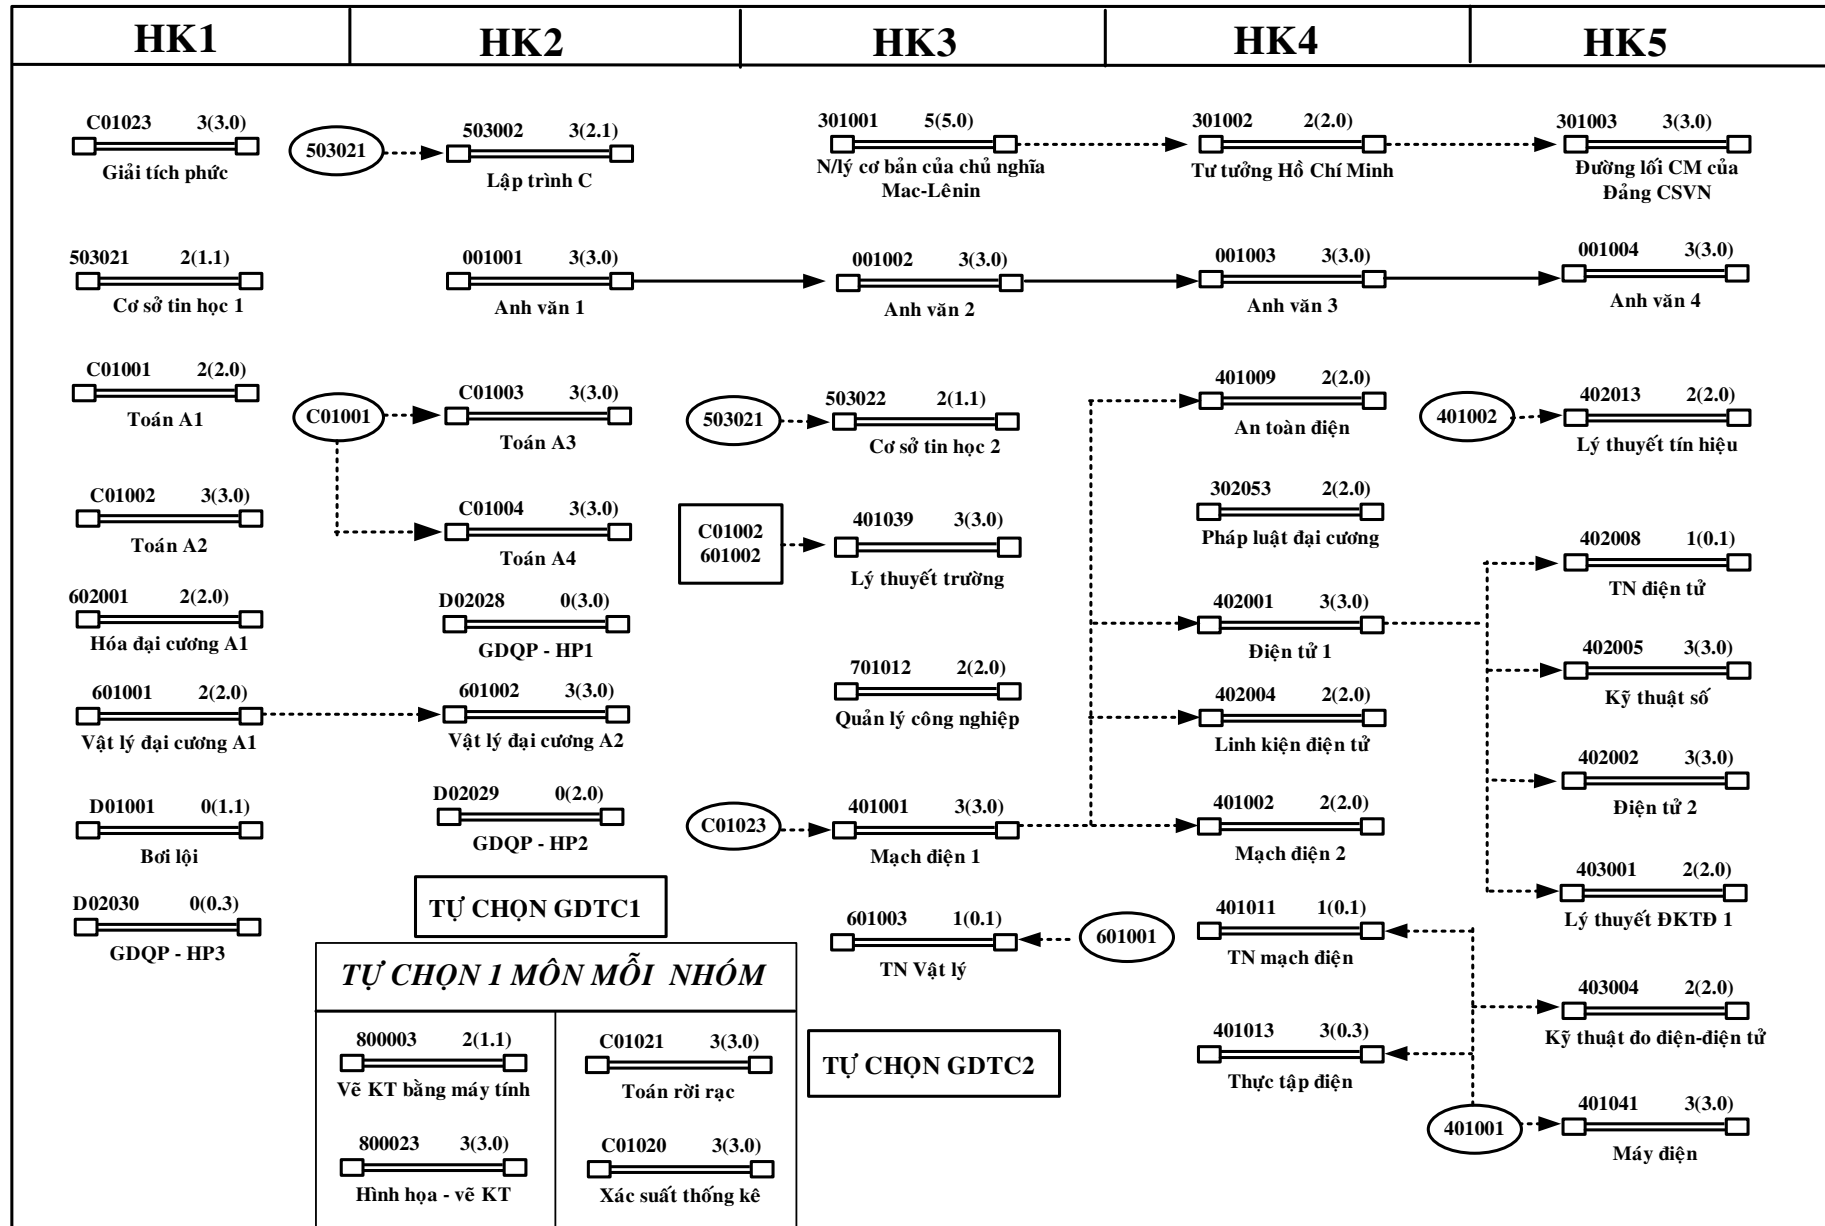 HK1
HK2
HK3
HK4
HK5
C01023 3(3.0)
Giải tích phức
503021 2(1.1)
Cơ sở tin học 1
C01001 2(2.0)
Toán A1
C01002 3(3.0)
Toán A2
602001 2(2.0)
Hóa đại cương A1
601001 2(2.0)
Vật lý đại cương A1
D01001 0(1.1)
Bơi lội
D02030 0(0.3)
GDQP - HP3
503021
503002 3(2.1)
Lập trình C
001001 3(3.0)
Anh văn 1
C01001
C01003 3(3.0)
Toán A3
C01004 3(3.0)
Toán A4
D02028 0(3.0)
GDQP - HP1
601002 3(3.0)
Vật lý đại cương A2
D02029 0(2.0)
GDQP - HP2
TỰ CHỌN GDTC1
TỰ CHỌN 1 MÔN MỖI NHÓM
800003 2(1.1)
Vẽ KT bằng máy tính
800023 3(3.0)
Hình họa - vẽ KT
C01021 3(3.0)
Toán rời rạc
C01020 3(3.0)
Xác suất thống kê
301001 5(5.0)
N/lý cơ bản của chủ nghĩa
Mac-Lênin
001002 3(3.0)
Anh văn 2
503021
503022 2(1.1)
Cơ sở tin học 2
C01002
601002
401039 3(3.0)
Lý thuyết trường
701012 2(2.0)
Quản lý công nghiệp
C01023
401001 3(3.0)
Mạch điện 1
601003 1(0.1)
TN Vật lý
601001
TỰ CHỌN GDTC2
301002 2(2.0)
Tư tưởng Hồ Chí Minh
001003 3(3.0)
Anh văn 3
401009 2(2.0)
An toàn điện
302053 2(2.0)
Pháp luật đại cương
402001 3(3.0)
Điện tử 1
402004 2(2.0)
Linh kiện điện tử
401002 2(2.0)
Mạch điện 2
401011 1(0.1)
TN mạch điện
401013 3(0.3)
Thực tập điện
301003 3(3.0)
Đường lối CM của
Đảng CSVN
001004 3(3.0)
Anh văn 4
401002
402013 2(2.0)
Lý thuyết tín hiệu
402008 1(0.1)
TN điện tử
402005 3(3.0)
Kỹ thuật số
402002 3(3.0)
Điện tử 2
403001 2(2.0)
Lý thuyết ĐKTĐ 1
403004 2(2.0)
Kỹ thuật đo điện-điện tử
401001
401041 3(3.0)
Máy điện